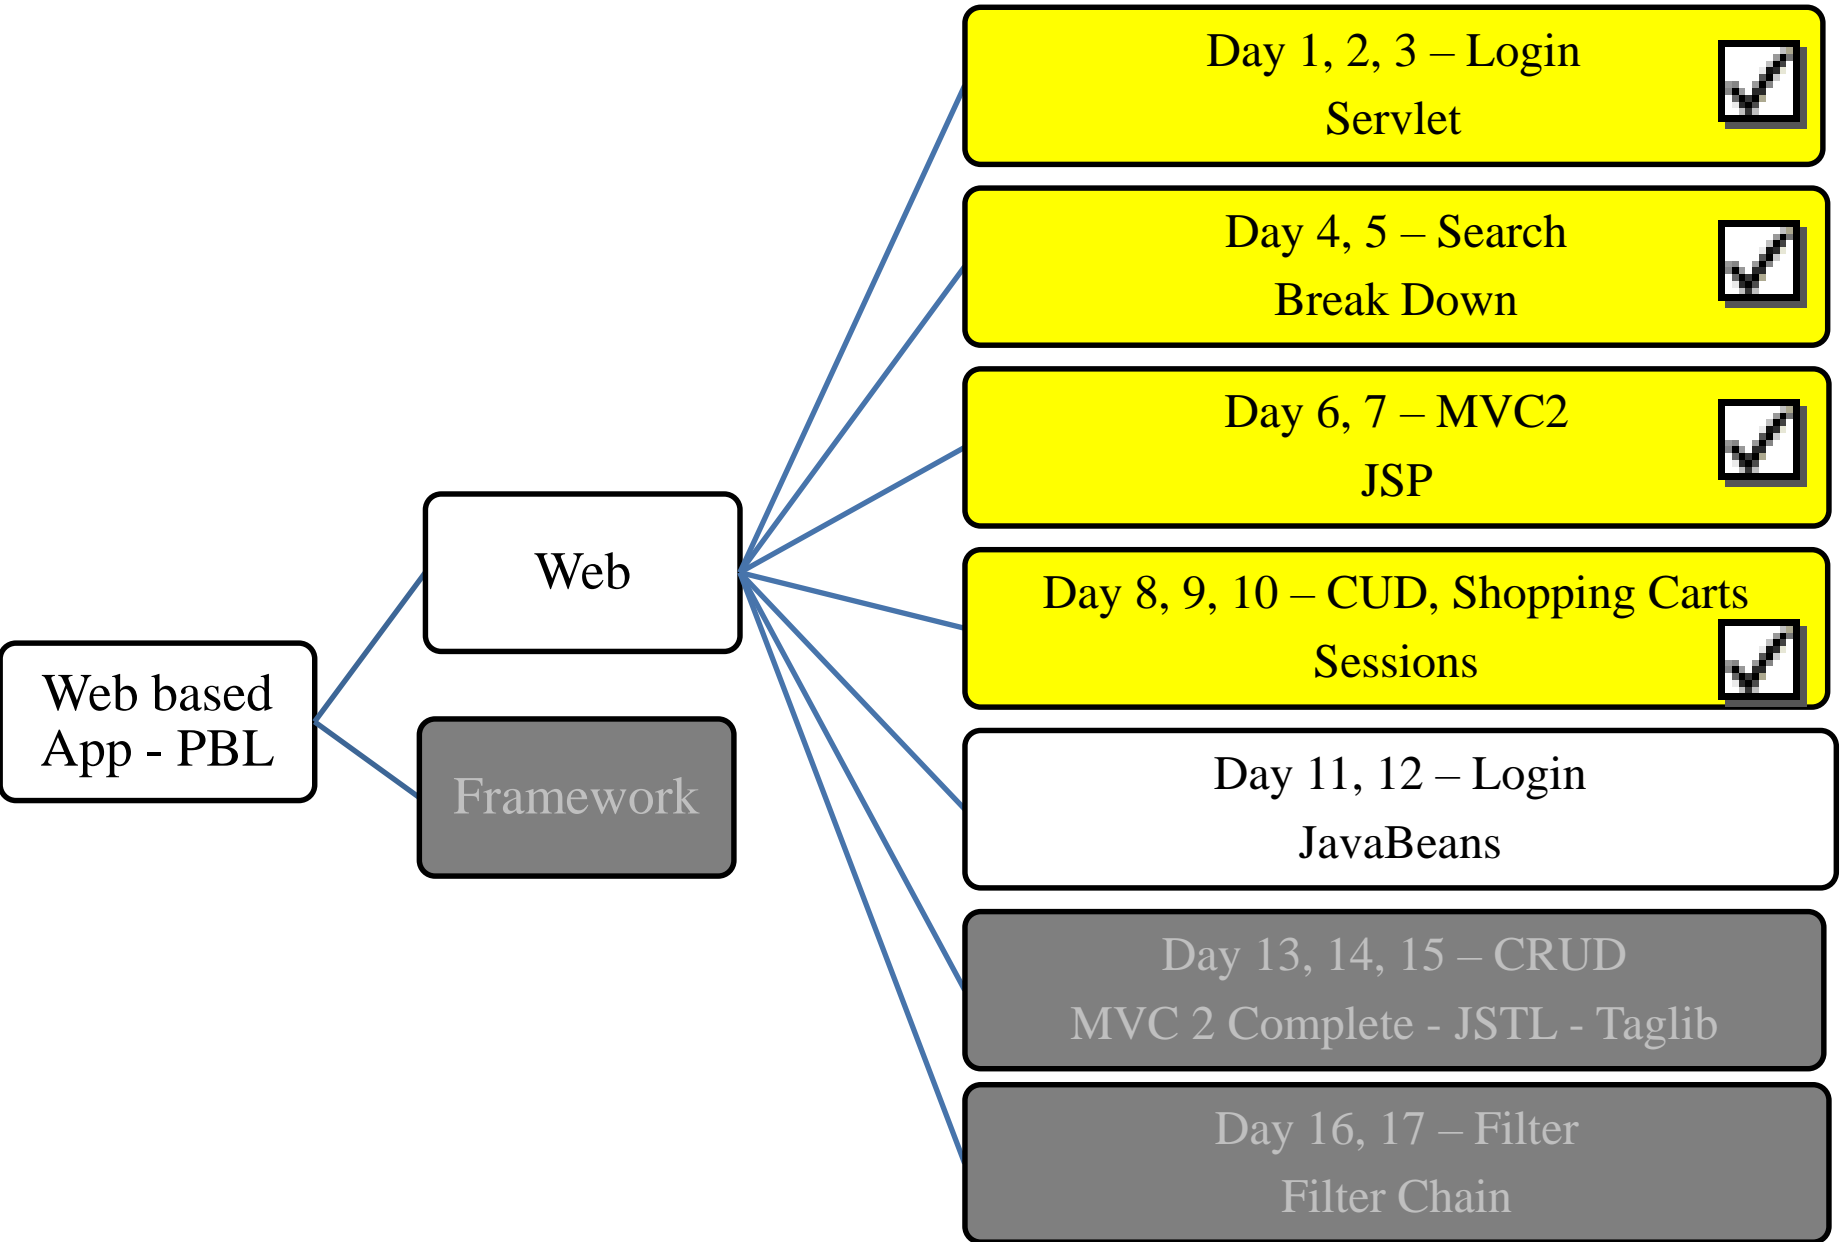 Web based
App - PBL
Web
Framework
Day 1, 2, 3 – Login
Servlet
Day 4, 5 – Search
Break Down
Day 6, 7 – MVC2
JSP
Day 8, 9, 10 – CUD, Shopping Carts
Sessions
Day 11, 12 – Login
JavaBeans
Day 13, 14, 15 – CRUD
MVC 2 Complete - JSTL - Taglib
Day 16, 17 – Filter
Filter Chain